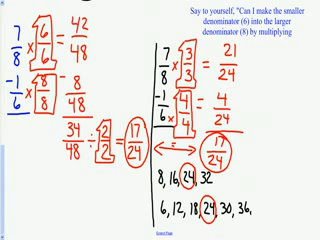 Say to yourself, "Can I make the smaller
denominator (6) into the larger
denominator (8) by multiplying
7/8 × 6/6 = 42/48
-1/6 × 8/8 - 8/48
34/48 ÷ 2/2 = 17/24
7/8 × 3/3 = 21/24
-1/6 × 4/4 = 4/24
= 17/24
8, 16, 24, 32
6, 12, 18, 24, 30, 36,